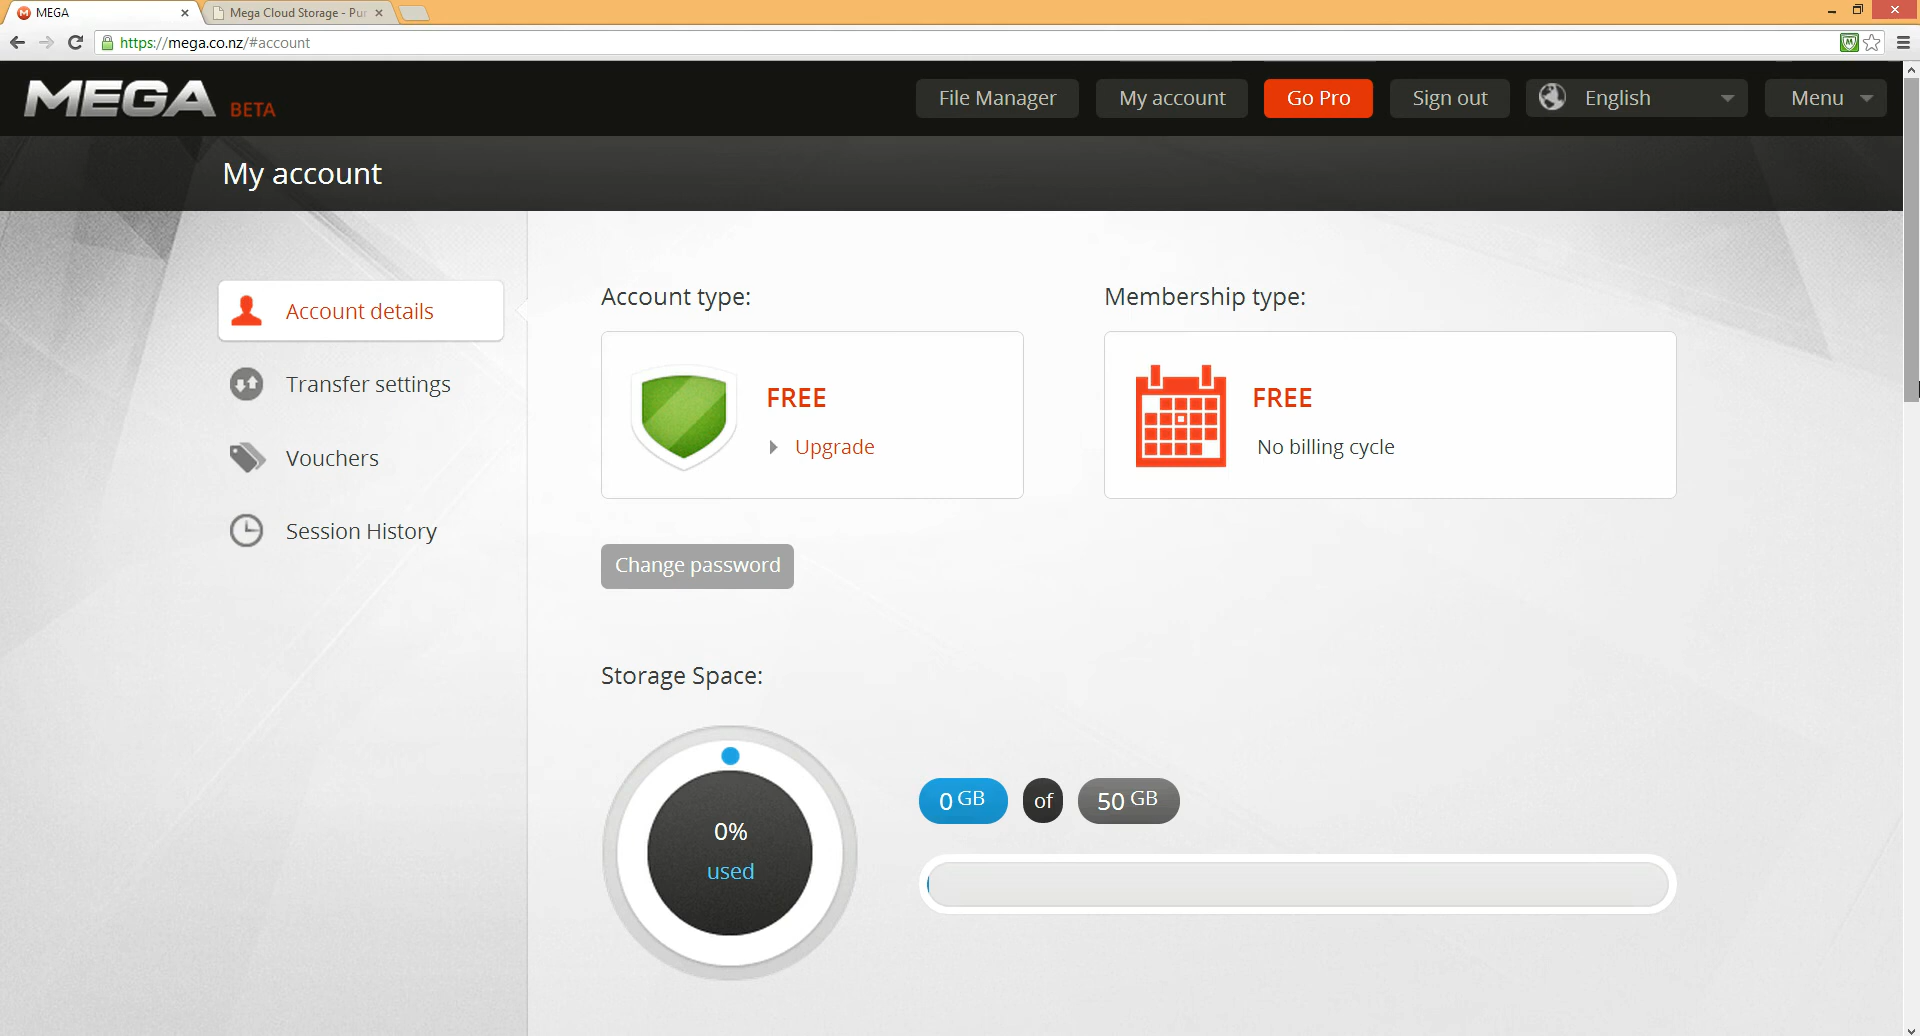 MEGA
Mega Cloud Storage - Pur
https://mega.co.nz/#account
MEGA BETA
File Manager
My account
Go Pro
Sign out
English
Menu
My account
Account details
Transfer settings
Vouchers
Session History
Account type:
FREE
Upgrade
Membership type:
FREE
No billing cycle
Change password
Storage Space:
0%
used
0 GB of 50 GB